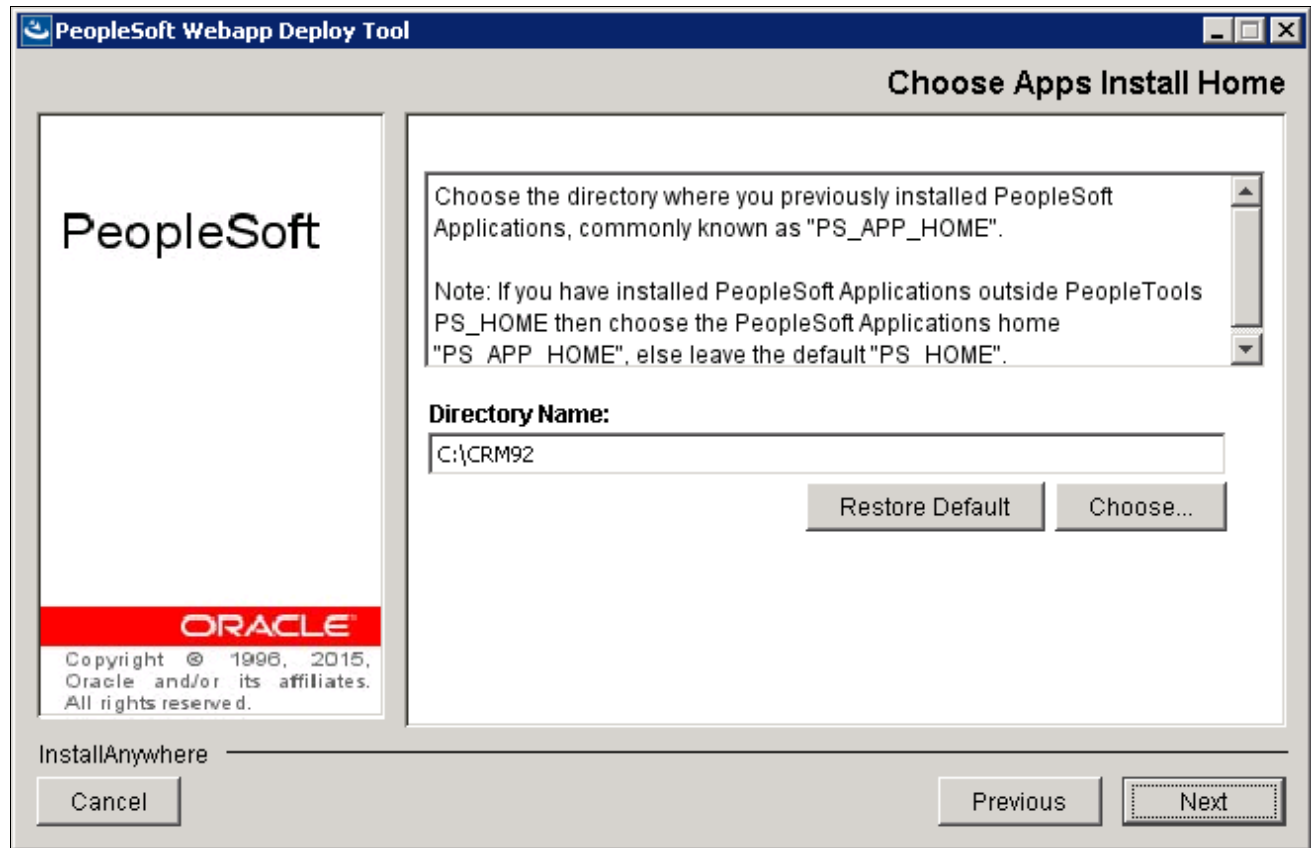 PeopleSoft Webapp Deploy Tool
Choose Apps Install Home
PeopleSoft
ORACLE
Copyright © 1996, 2015,
Oracle and/or its affiliates.
All rights reserved.
Choose the directory where you previously installed PeopleSoft
Applications, commonly known as "PS_APP_HOME".
Note: If you have installed PeopleSoft Applications outside PeopleTools
PS_HOME then choose the PeopleSoft Applications home
"PS_APP_HOME", else leave the default "PS_HOME".
Directory Name:
C:\CRM92
Restore Default
Choose...
InstallAnywhere
Cancel
Previous
Next